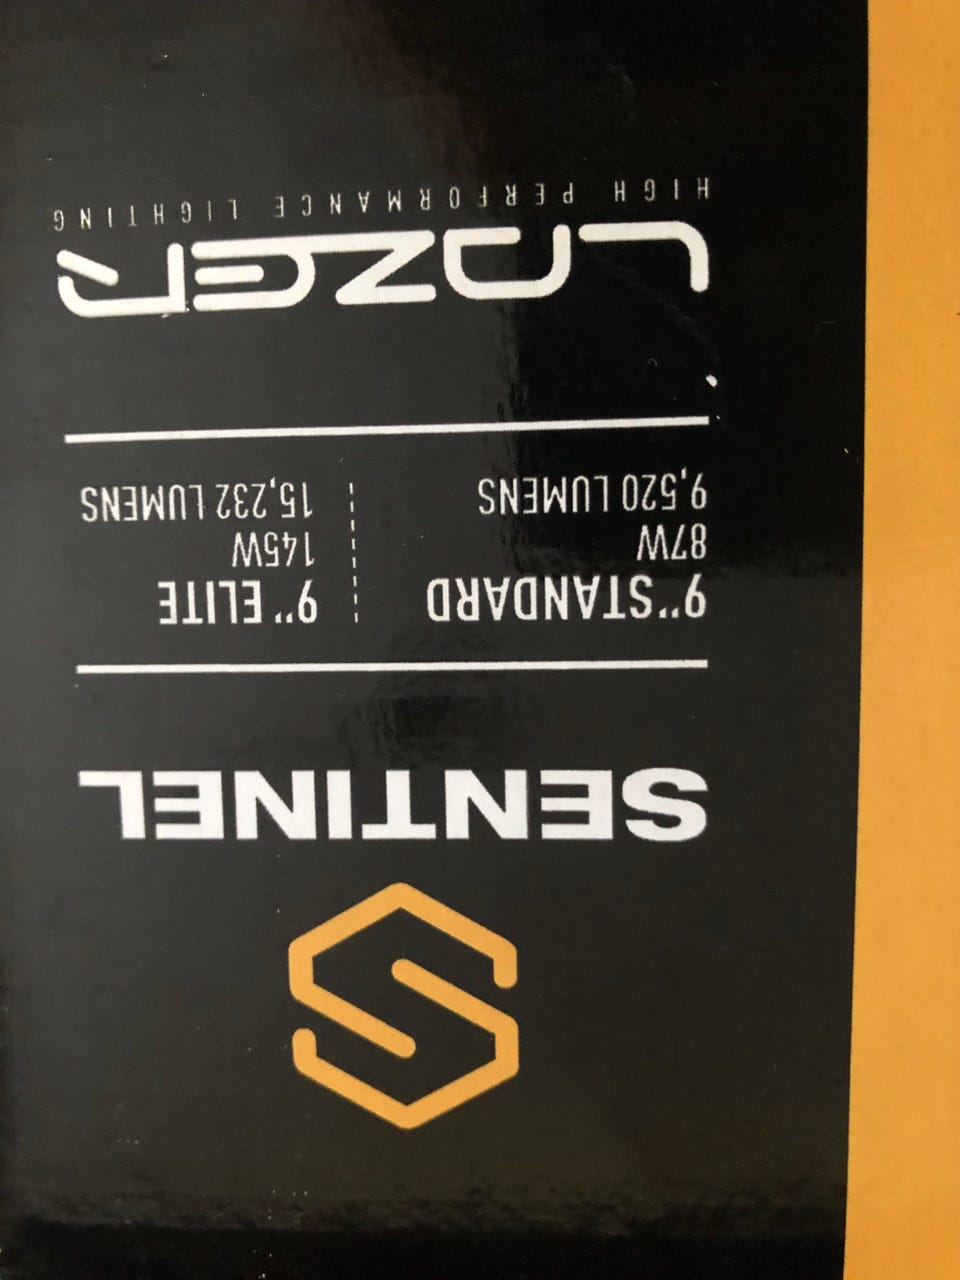 SENTINEL
9" STANDARD
87W
9,520 LUMENS
9" ELITE
145W
15,232 LUMENS
LAZER
HIGH PERFORMANCE LIGHTING